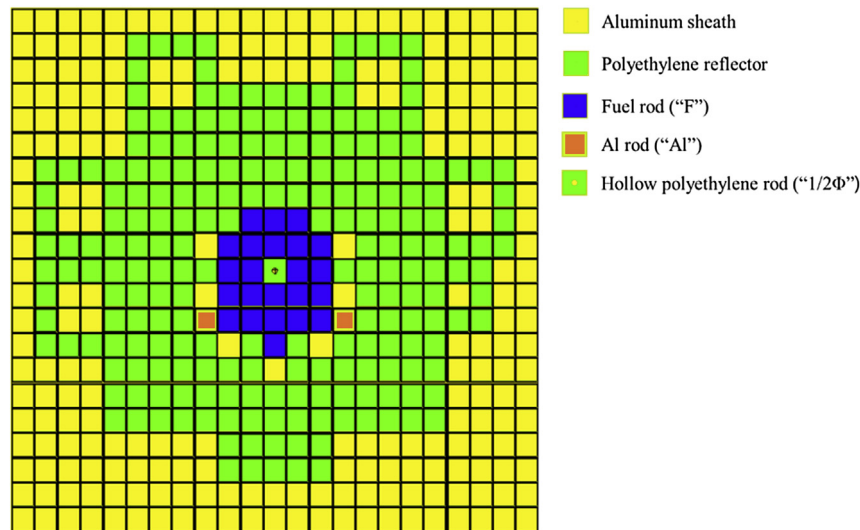 Aluminum sheath
Polyethylene reflector
Fuel rod (“F”)
Al rod (“Al”)
Hollow polyethylene rod (“1/2Φ”)